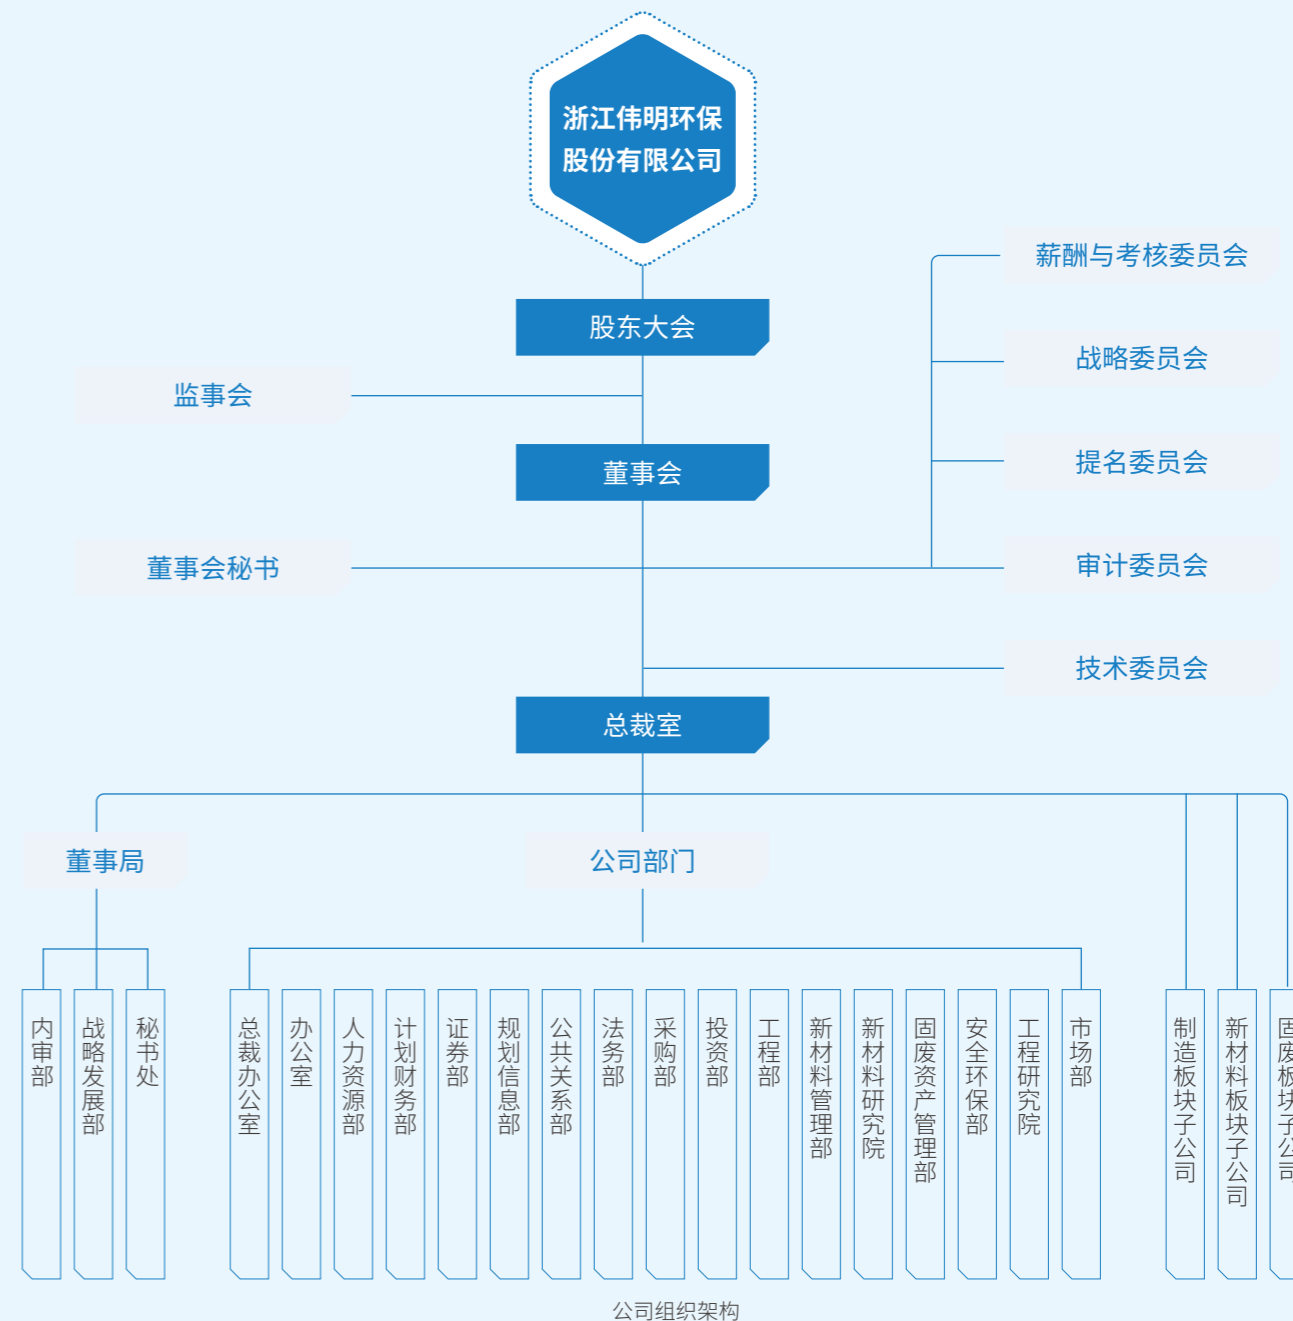 浙江伟明环保
股份有限公司
股东大会
监事会
董事会
董事会秘书
薪酬与考核委员会
战略委员会
提名委员会
审计委员会
技术委员会
总裁室
董事局
公司部门
内审部
战略发展部
秘书处
总裁办公室
办公室
人力资源部
计划财务部
证券部
规划信息部
公共关系部
法务部
采购部
投资部
工程部
新材料管理部
新材料研究院
固废资产管理部
安全环保部
工程研究院
市场部
制造板块子公司
新材料板块子公司
固废板块子公司
公司组织架构